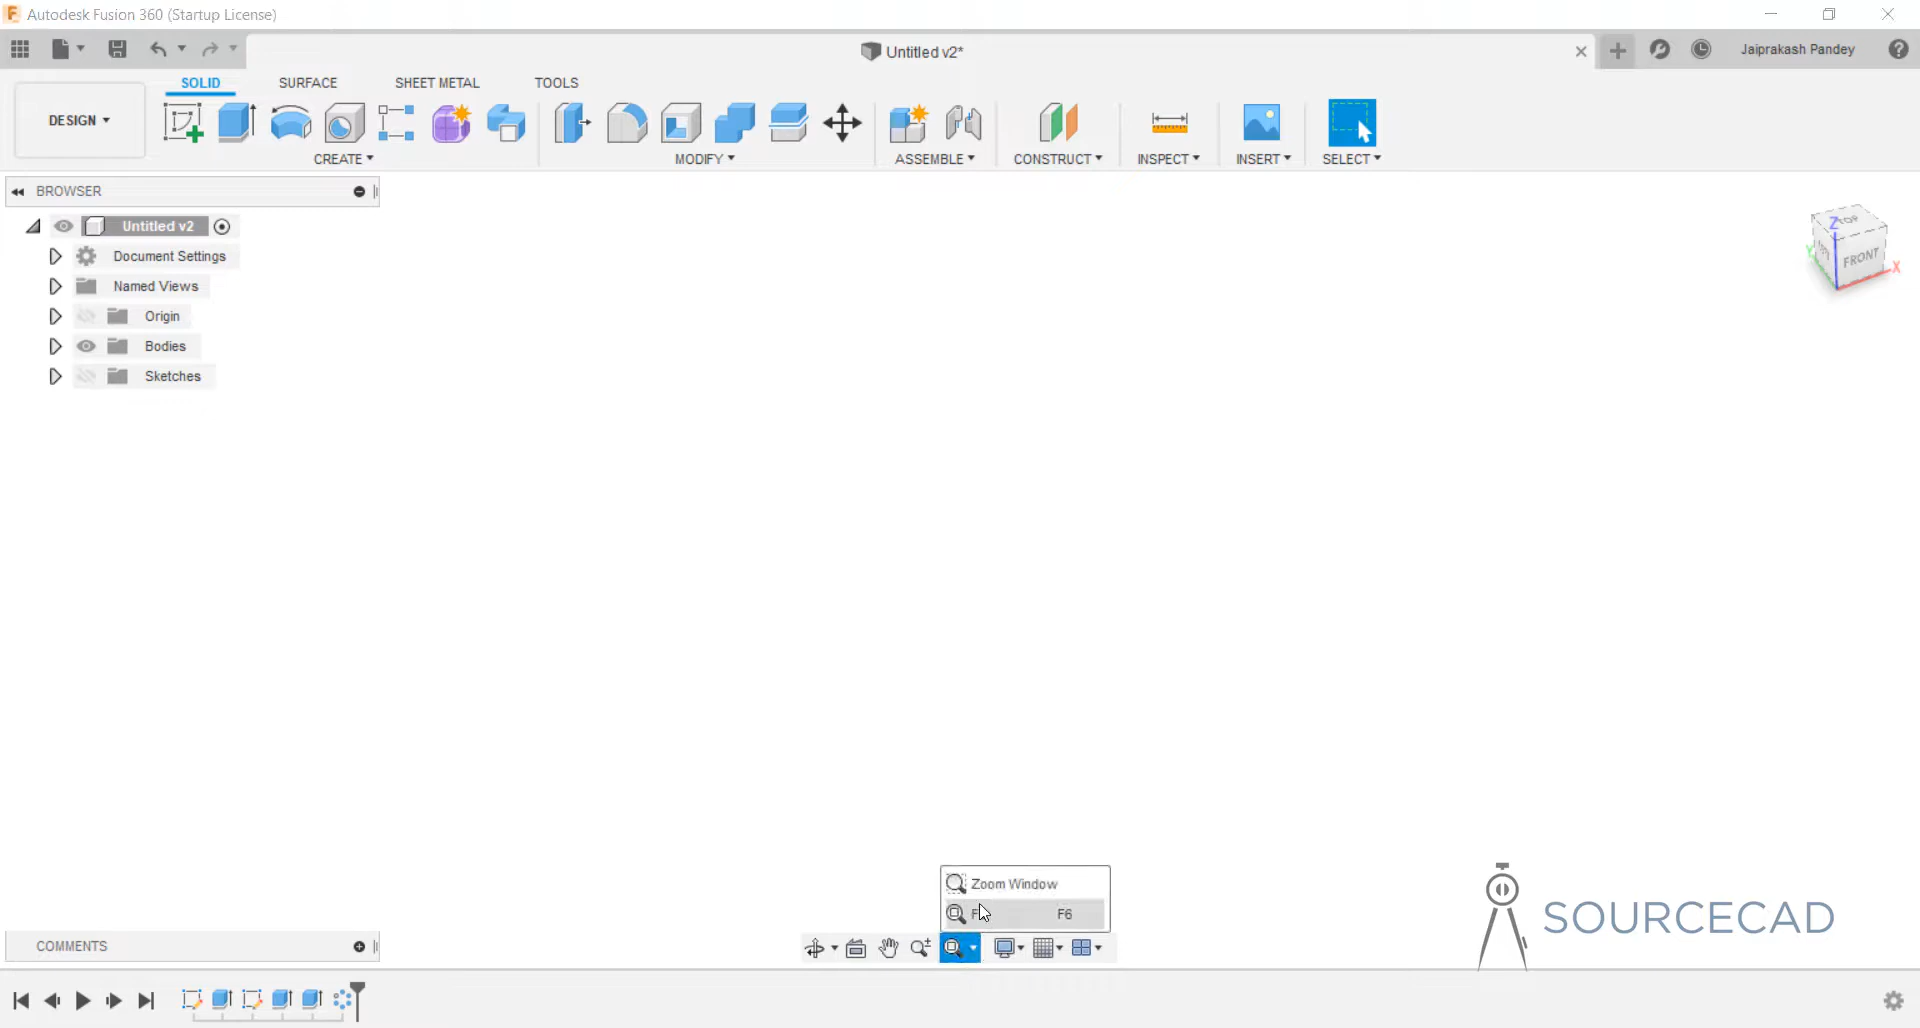 Autodesk Fusion 360 (Startup License)
Untitled v2*
Jaiprakash Pandey
SOLID
SURFACE
SHEET METAL
TOOLS
DESIGN
CREATE
MODIFY
ASSEMBLE
CONSTRUCT
INSPECT
INSERT
SELECT
BROWSER
Untitled v2
Document Settings
Named Views
Origin
Bodies
Sketches
TOP
Z
FRONT
X
Y
Zoom Window
F6
SOURCECAD
COMMENTS